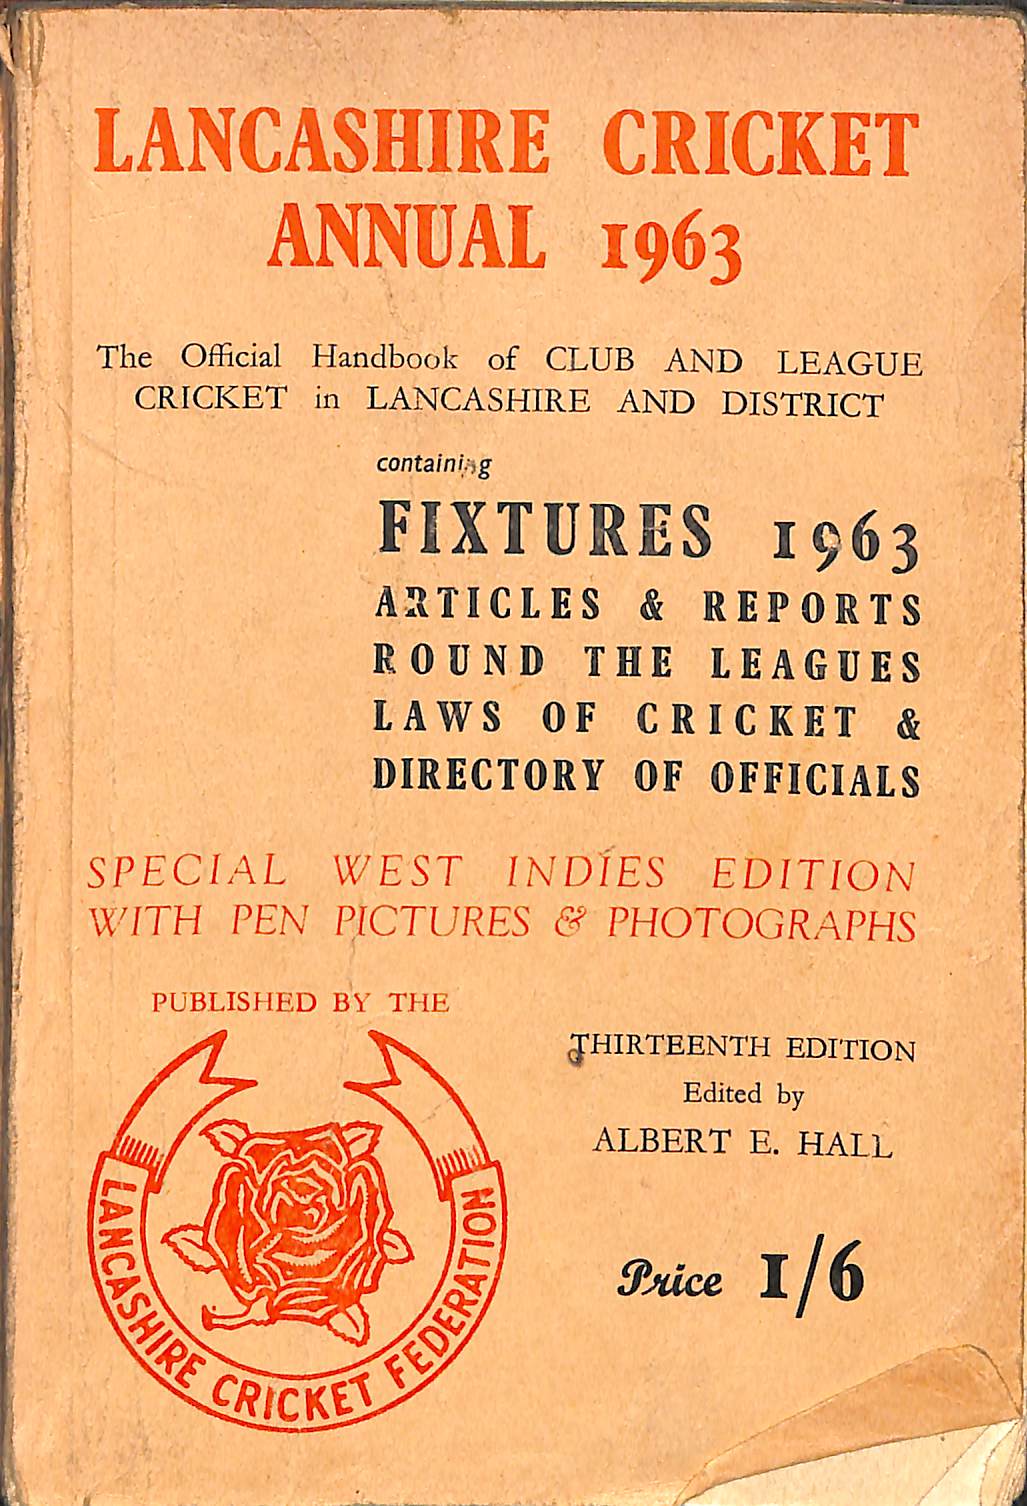 LANCASHIRE CRICKET
ANNUAL 1963
The Official Handbook of CLUB AND LEAGUE
CRICKET in LANCASHIRE AND DISTRICT
containing
FIXTURES 1963
ARTICLES & REPORTS
ROUND THE LEAGUES
LAWS OF CRICKET &
DIRECTORY OF OFFICIALS
SPECIAL WEST INDIES EDITION
WITH PEN PICTURES & PHOTOGRAPHS
PUBLISHED BY THE
LANCASHIRE CRICKET FEDERATION
THIRTEENTH EDITION
Edited by
ALBERT E. HALL
Price 1/6